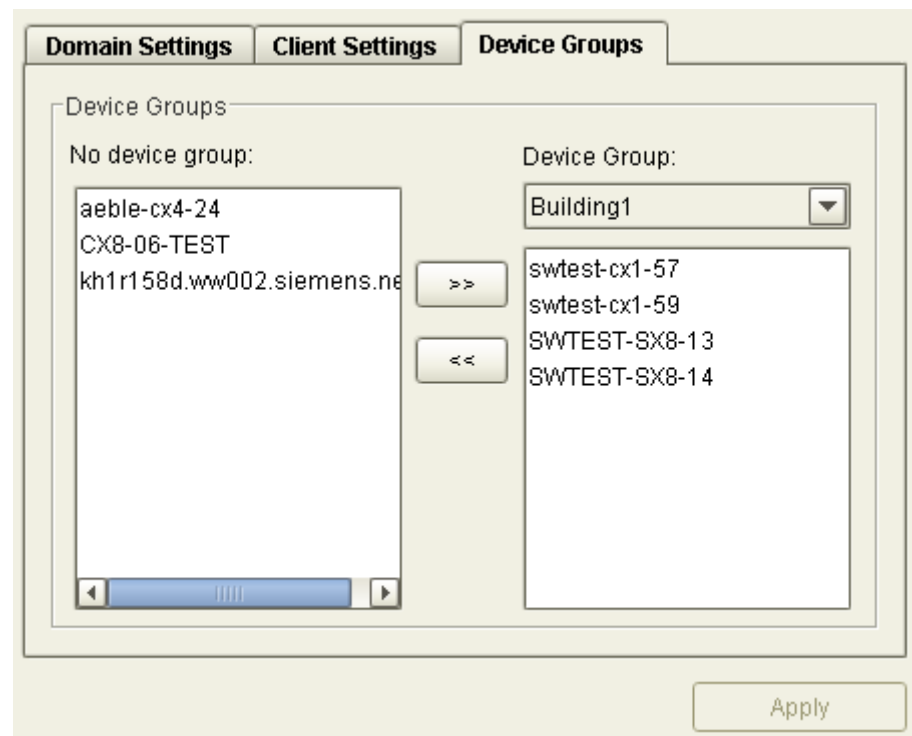 Domain Settings
Client Settings
Device Groups
Device Groups
No device group:
aeble-cx4-24
CX8-06-TEST
kh1r158d.ww002.siemens.ne
>>
<<
Device Group:
Building1
swtest-cx1-57
swtest-cx1-59
SWTEST-SX8-13
SWTEST-SX8-14
Apply